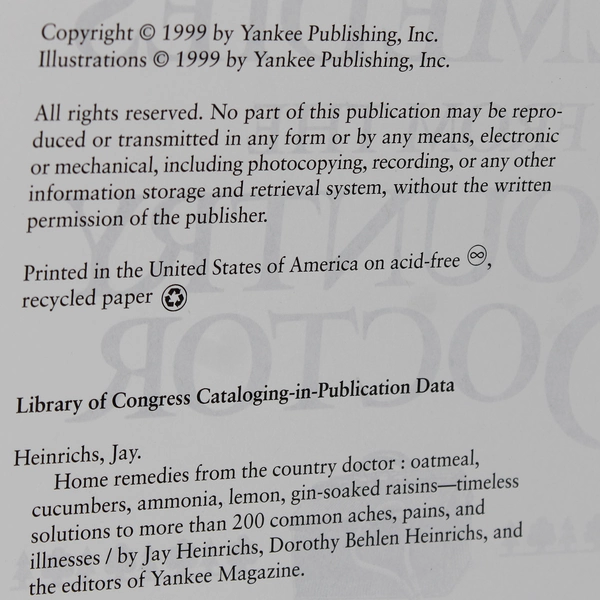 Copyright © 1999 by Yankee Publishing, Inc.
Illustrations © 1999 by Yankee Publishing, Inc.
All rights reserved. No part of this publication may be repro-
duced or transmitted in any form or by any means, electronic
or mechanical, including photocopying, recording, or any other
information storage and retrieval system, without the written
permission of the publisher.
Printed in the United States of America on acid-free ♾,
recycled paper ♻
Library of Congress Cataloging-in-Publication Data
Heinrichs, Jay.
Home remedies from the country doctor : oatmeal,
cucumbers, ammonia, lemon, gin-soaked raisins—timeless
solutions to more than 200 common aches, pains, and
illnesses / by Jay Heinrichs, Dorothy Behlen Heinrichs, and
the editors of Yankee Magazine.